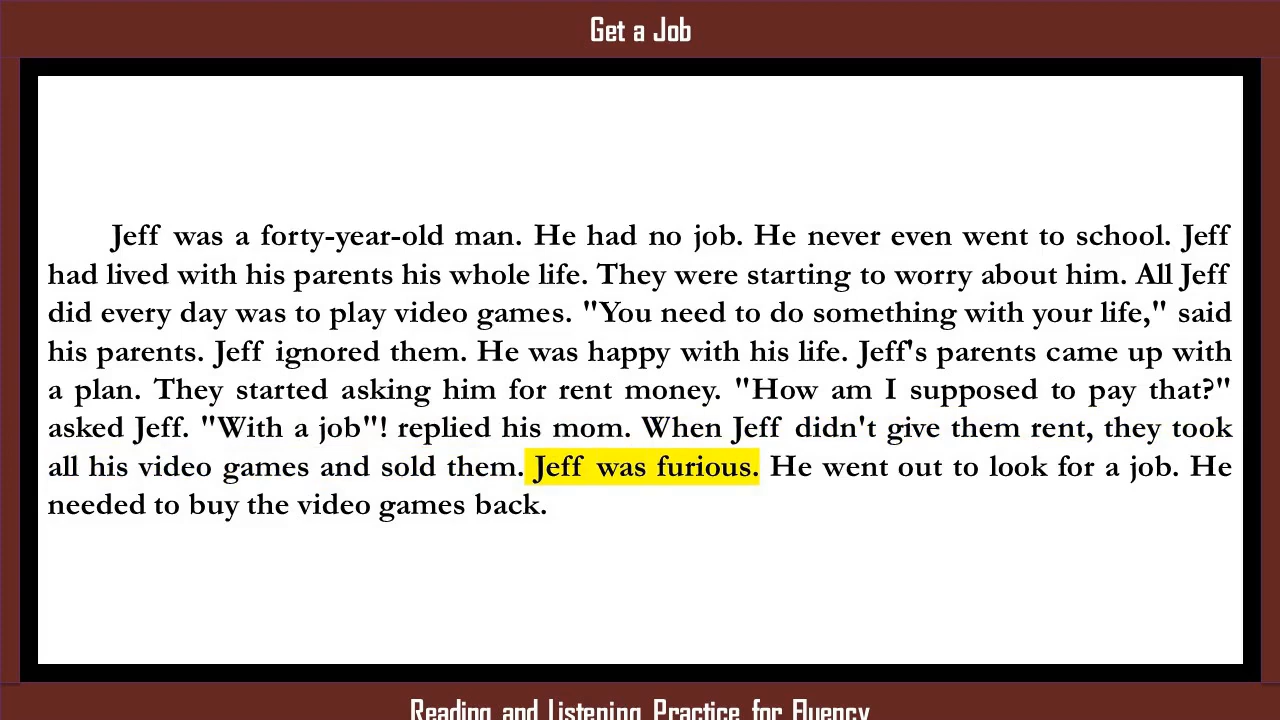 Get a Job
Jeff was a forty-year-old man. He had no job. He never even went to school. Jeff
had lived with his parents his whole life. They were starting to worry about him. All Jeff
did every day was to play video games. "You need to do something with your life," said
his parents. Jeff ignored them. He was happy with his life. Jeff's parents came up with
a plan. They started asking him for rent money. "How am I supposed to pay that?"
asked Jeff. "With a job"! replied his mom. When Jeff didn't give them rent, they took
all his video games and sold them. Jeff was furious. He went out to look for a job. He
needed to buy the video games back.
Reading and Listening Practice for Fluency